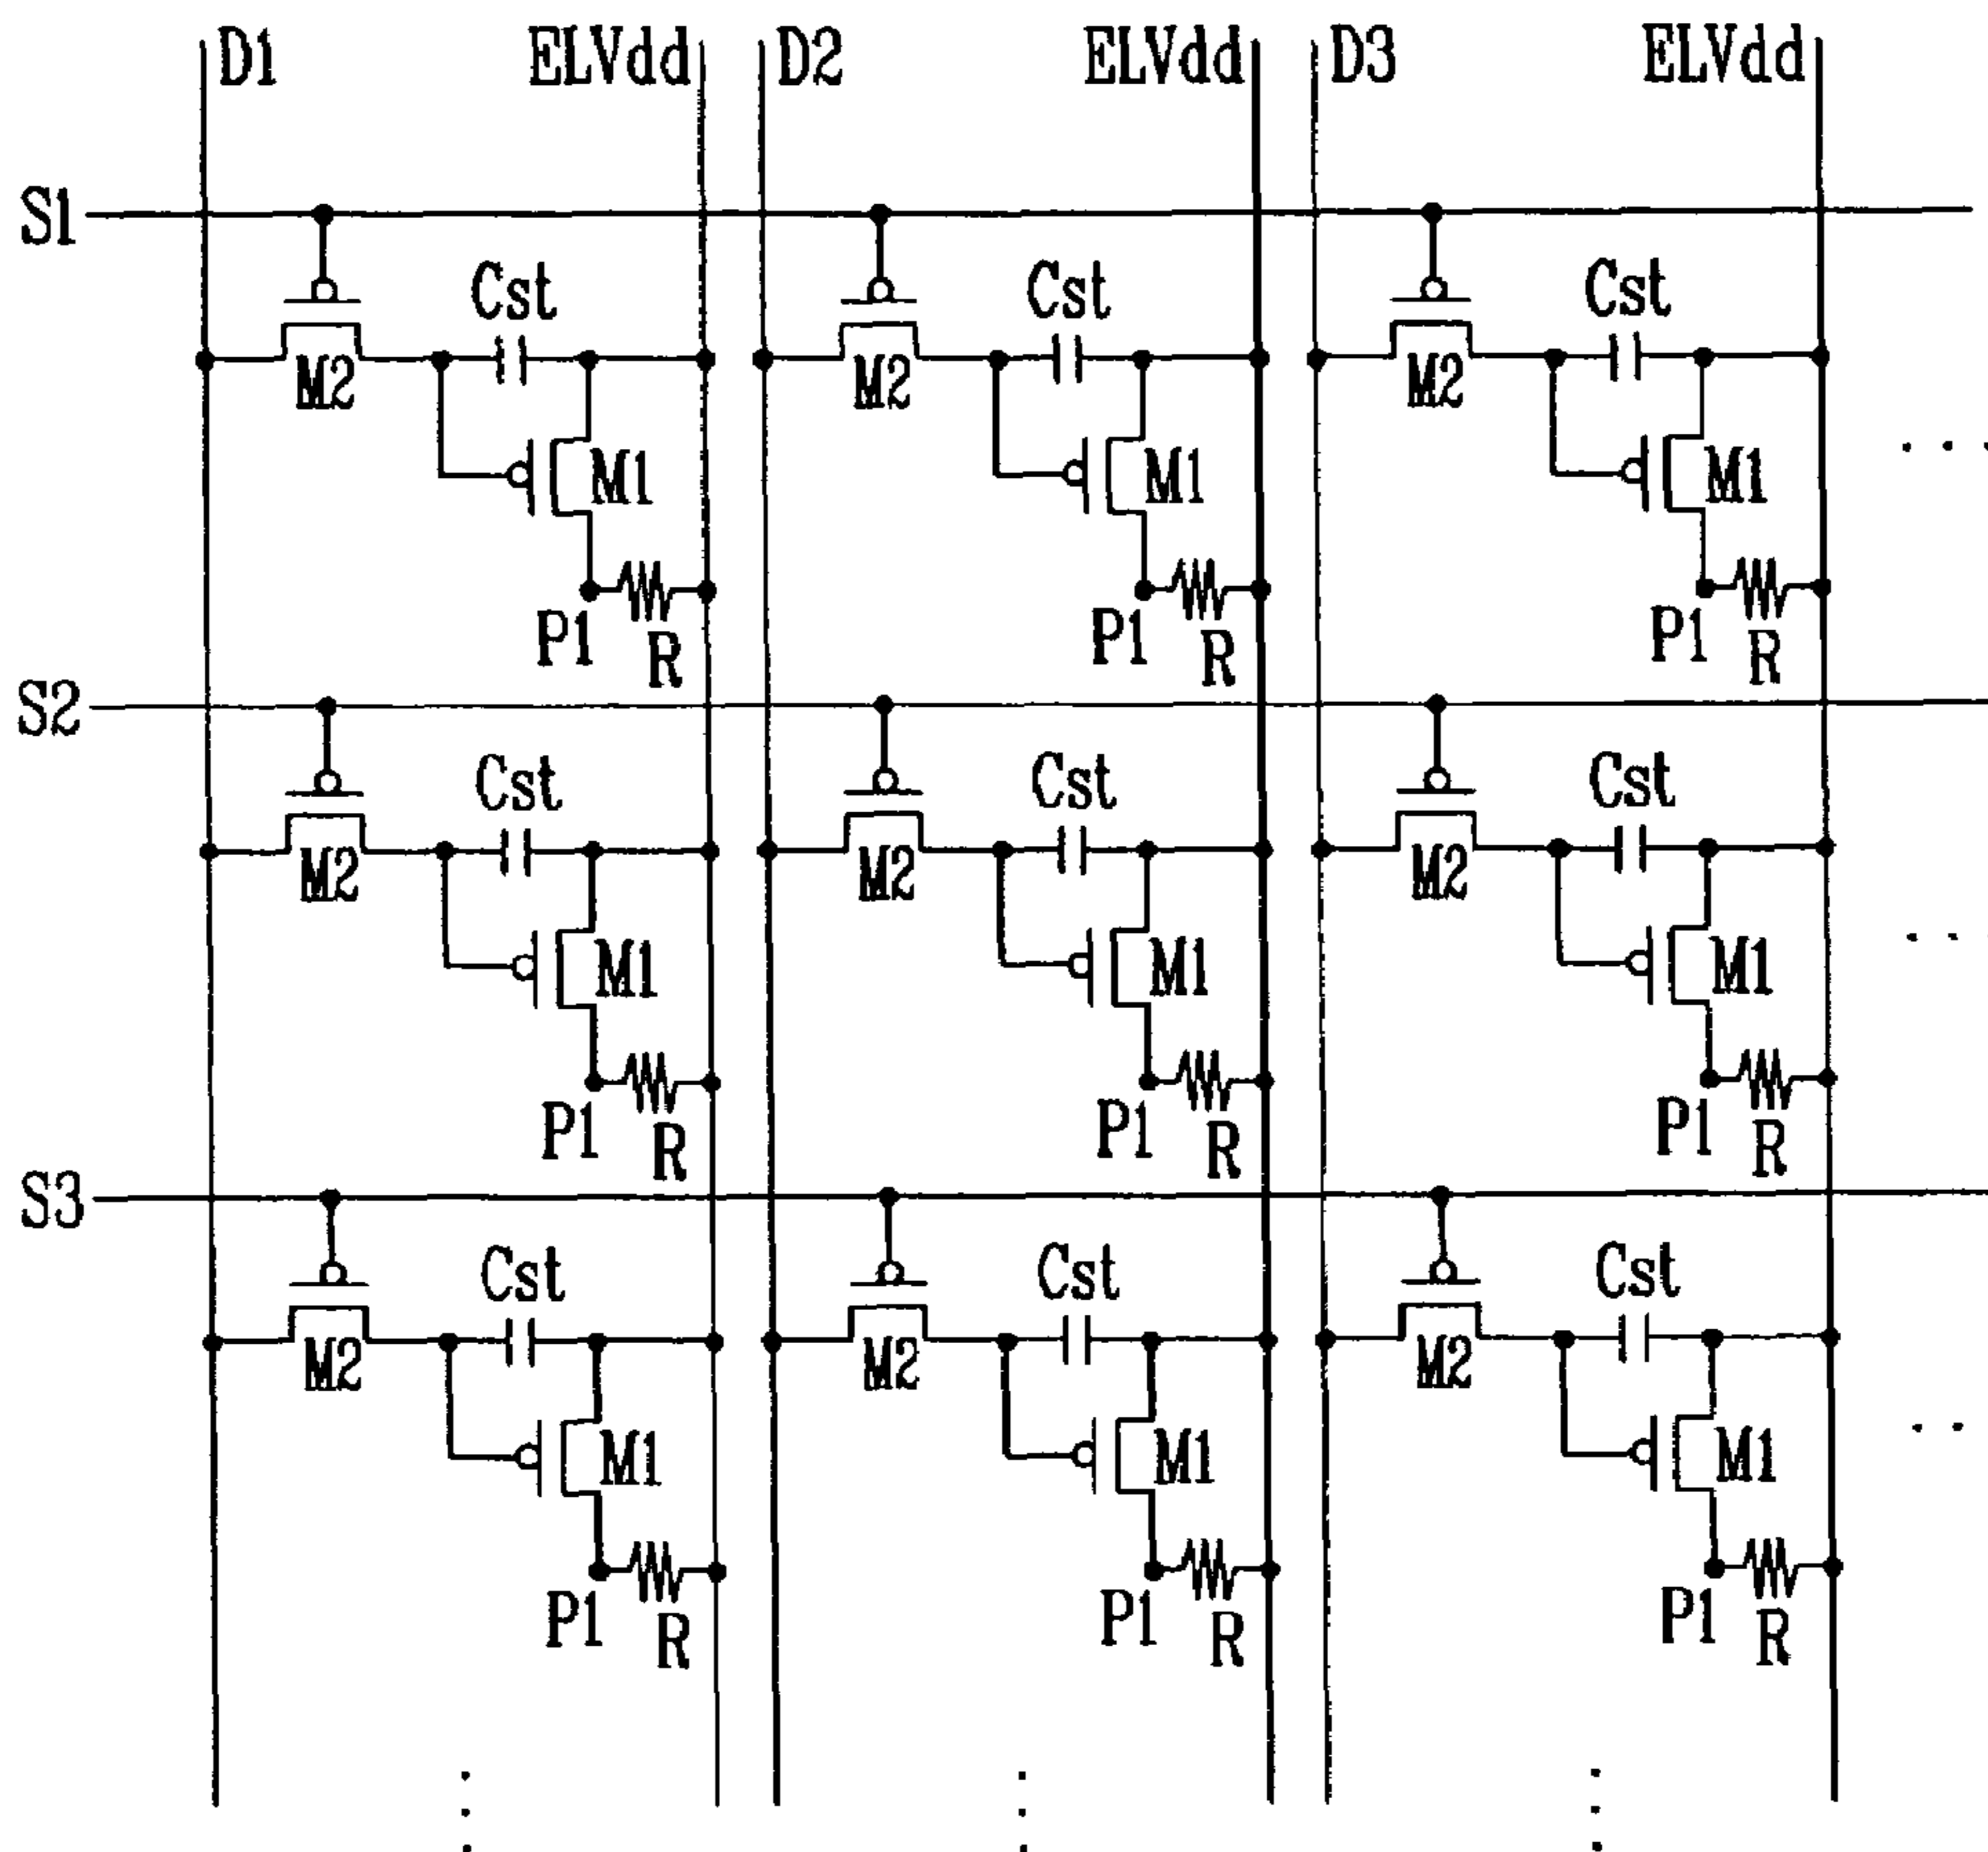 D1 ELVdd D2 ELVdd D3 ELVdd
S1
Cst Cst Cst
M2 M2 M2
M1 M1 M1
P1 P1 P1
R R R
S2
Cst Cst Cst
M2 M2 M2
M1 M1 M1
P1 P1 P1
R R R
S3
Cst Cst Cst
M2 M2 M2
M1 M1 M1
P1 P1 P1
R R R